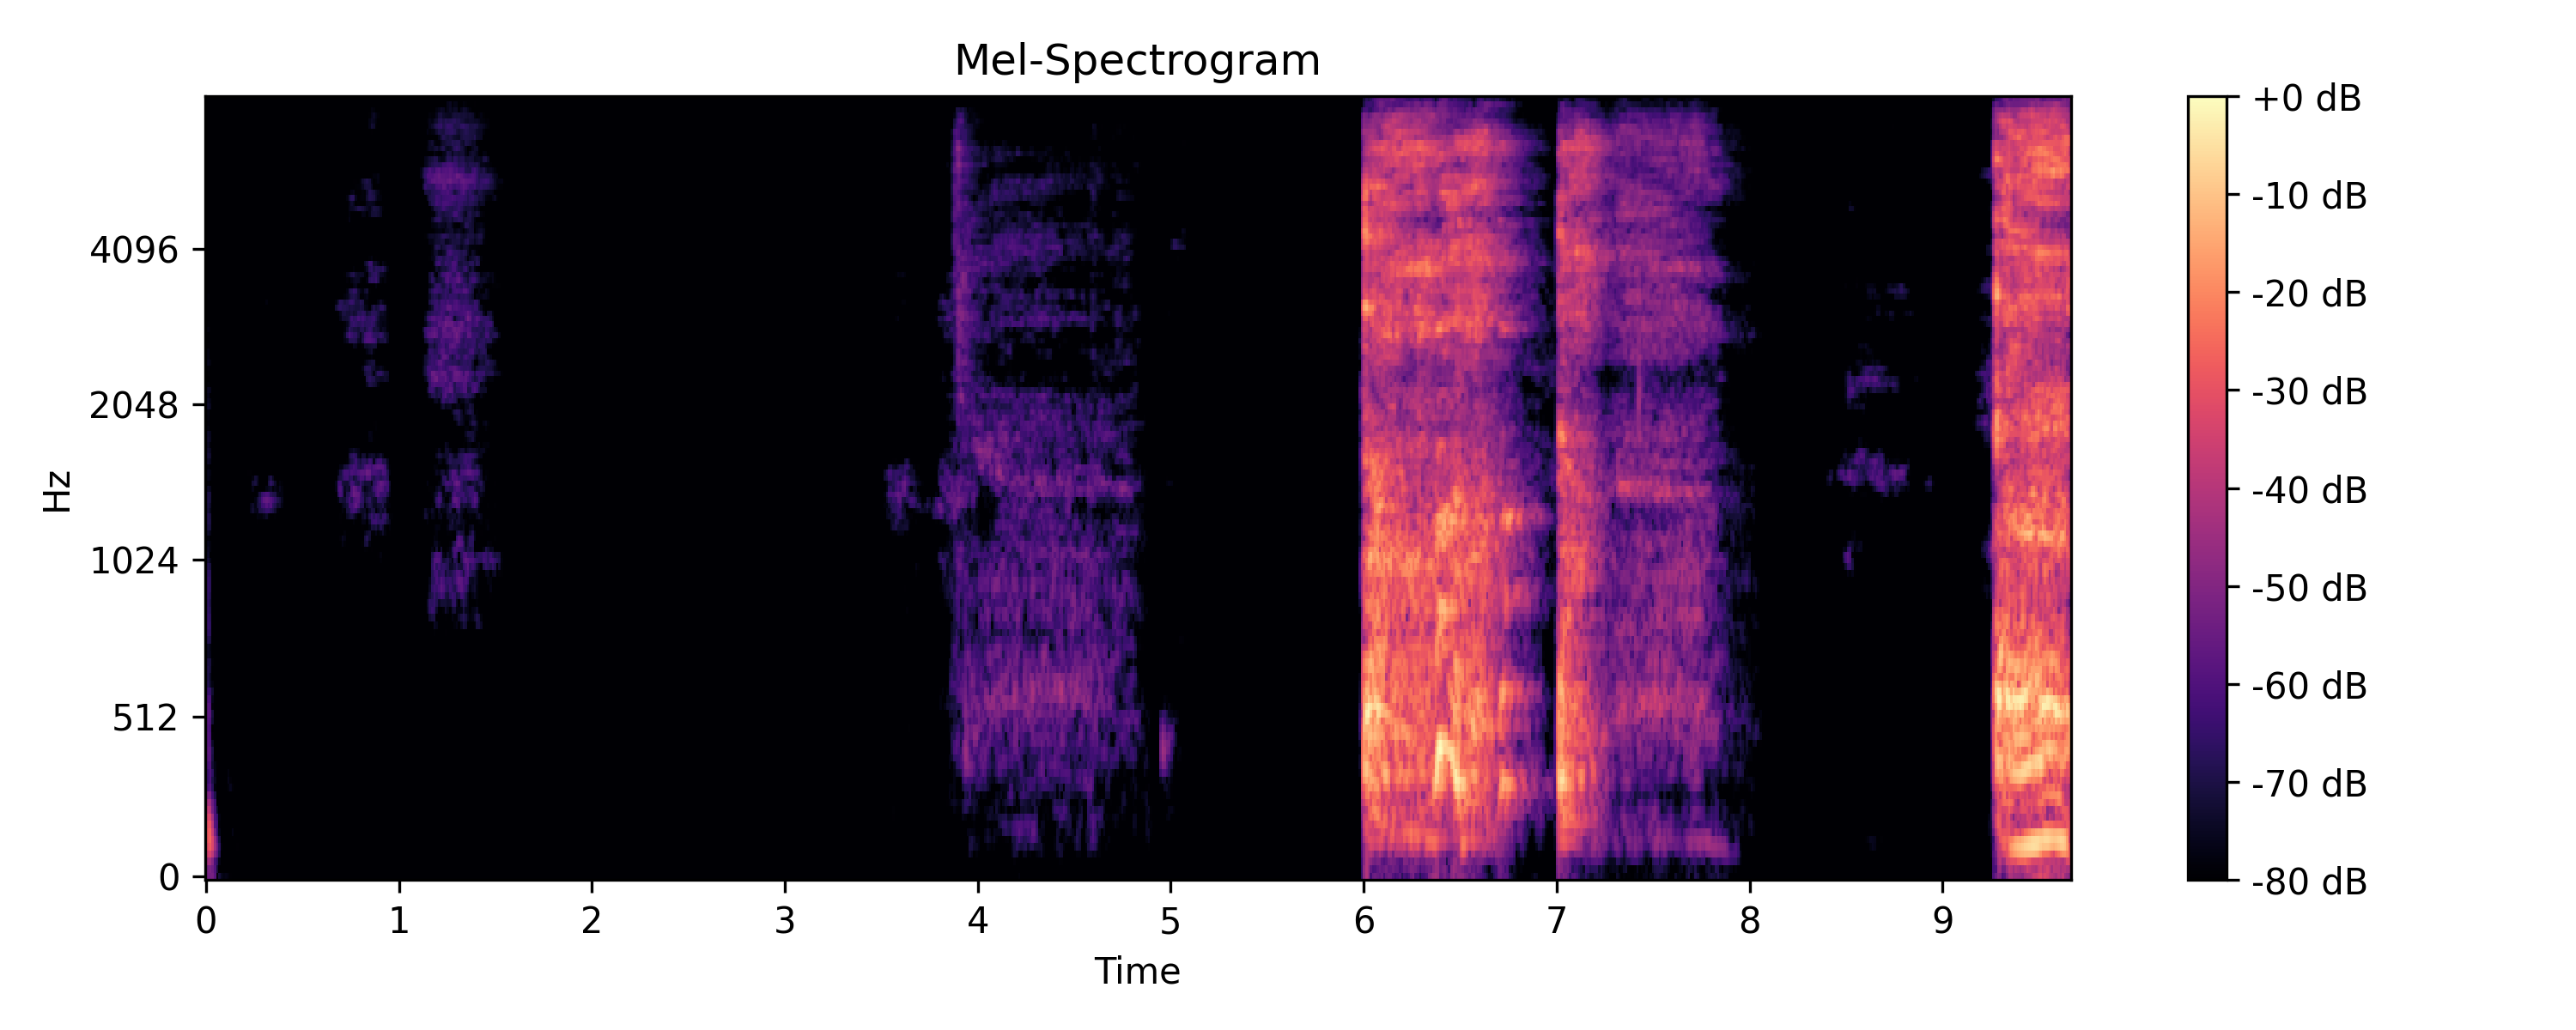 Mel-Spectrogram
+0 dB
-10 dB
-20 dB
-30 dB
-40 dB
-50 dB
-60 dB
-70 dB
-80 dB
4096
2048
1024
512
0
Hz
0 1 2 3 4 5 6 7 8 9
Time